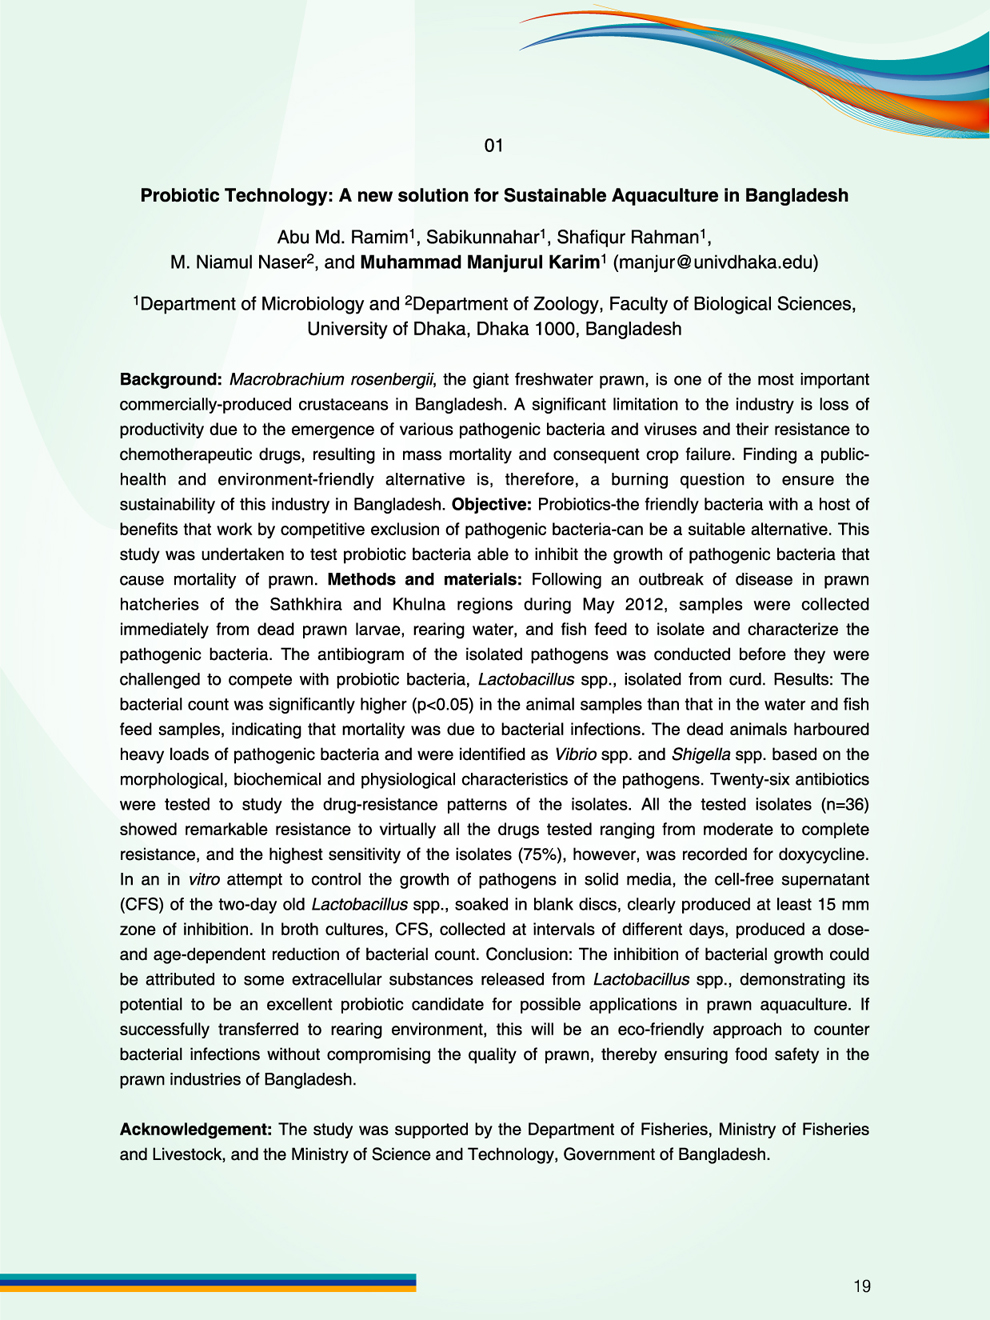 01
Probiotic Technology: A new solution for Sustainable Aquaculture in Bangladesh
Abu Md. Ramim¹, Sabikunnahar¹, Shafiqur Rahman¹,
M. Niamul Naser², and Muhammad Manjurul Karim¹ (manjur@univdhaka.edu)
¹Department of Microbiology and ²Department of Zoology, Faculty of Biological Sciences,
University of Dhaka, Dhaka 1000, Bangladesh
Background: Macrobrachium rosenbergii, the giant freshwater prawn, is one of the most important
commercially-produced crustaceans in Bangladesh. A significant limitation to the industry is loss of
productivity due to the emergence of various pathogenic bacteria and viruses and their resistance to
chemotherapeutic drugs, resulting in mass mortality and consequent crop failure. Finding a public-
health and environment-friendly alternative is, therefore, a burning question to ensure the
sustainability of this industry in Bangladesh. Objective: Probiotics-the friendly bacteria with a host of
benefits that work by competitive exclusion of pathogenic bacteria-can be a suitable alternative. This
study was undertaken to test probiotic bacteria able to inhibit the growth of pathogenic bacteria that
cause mortality of prawn. Methods and materials: Following an outbreak of disease in prawn
hatcheries of the Sathkhira and Khulna regions during May 2012, samples were collected
immediately from dead prawn larvae, rearing water, and fish feed to isolate and characterize the
pathogenic bacteria. The antibiogram of the isolated pathogens was conducted before they were
challenged to compete with probiotic bacteria, Lactobacillus spp., isolated from curd. Results: The
bacterial count was significantly higher (p<0.05) in the animal samples than that in the water and fish
feed samples, indicating that mortality was due to bacterial infections. The dead animals harboured
heavy loads of pathogenic bacteria and were identified as Vibrio spp. and Shigella spp. based on the
morphological, biochemical and physiological characteristics of the pathogens. Twenty-six antibiotics
were tested to study the drug-resistance patterns of the isolates. All the tested isolates (n=36)
showed remarkable resistance to virtually all the drugs tested ranging from moderate to complete
resistance, and the highest sensitivity of the isolates (75%), however, was recorded for doxycycline.
In an in vitro attempt to control the growth of pathogens in solid media, the cell-free supernatant
(CFS) of the two-day old Lactobacillus spp., soaked in blank discs, clearly produced at least 15 mm
zone of inhibition. In broth cultures, CFS, collected at intervals of different days, produced a dose-
and age-dependent reduction of bacterial count. Conclusion: The inhibition of bacterial growth could
be attributed to some extracellular substances released from Lactobacillus spp., demonstrating its
potential to be an excellent probiotic candidate for possible applications in prawn aquaculture. If
successfully transferred to rearing environment, this will be an eco-friendly approach to counter
bacterial infections without compromising the quality of prawn, thereby ensuring food safety in the
prawn industries of Bangladesh.
Acknowledgement: The study was supported by the Department of Fisheries, Ministry of Fisheries
and Livestock, and the Ministry of Science and Technology, Government of Bangladesh.
19